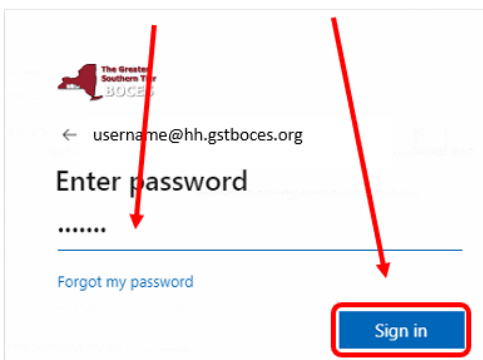 The Greater
Southern Tier
BOCES
← username@hh.gstboces.org
Enter password
•••••••
Forgot my password
Sign in